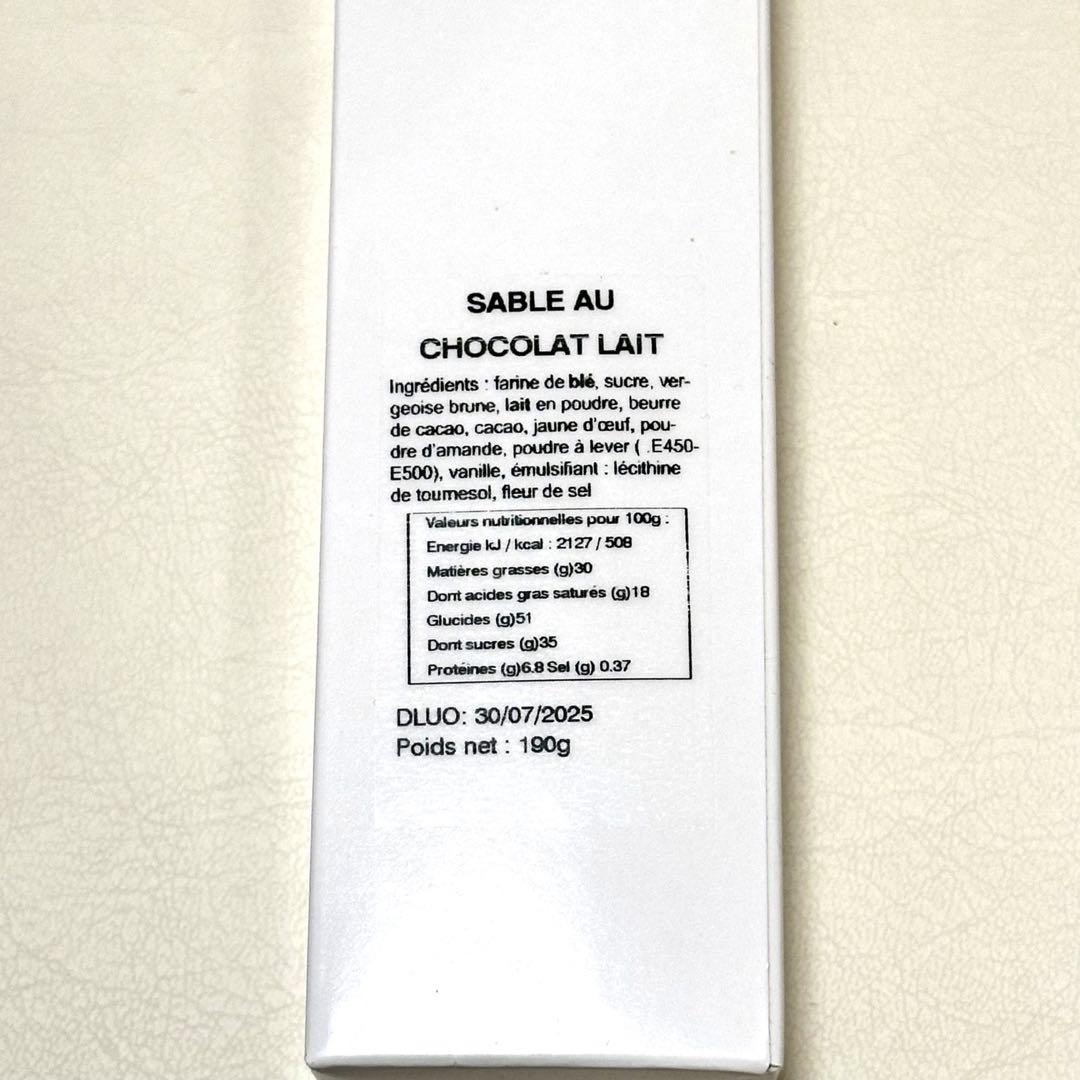 SABLE AU
CHOCOLAT LAIT
Ingrédients : farine de blé, sucre, ver-
geoise brune, lait en poudre, beurre
de cacao, cacao, jaune d'œuf, pou-
dre d'amande, poudre à lever ( .E450-
E500), vanille, émulsifiant : lécithine
de tournesol, fleur de sel
Valeurs nutritionnelles pour 100g :
Energie kJ / kcal : 2127 / 508
Matières grasses (g)30
Dont acides gras saturés (g)18
Glucides (g)51
Dont sucres (g)35
Protéines (g)6.8 Sel (g) 0.37
DLUO: 30/07/2025
Poids net : 190g